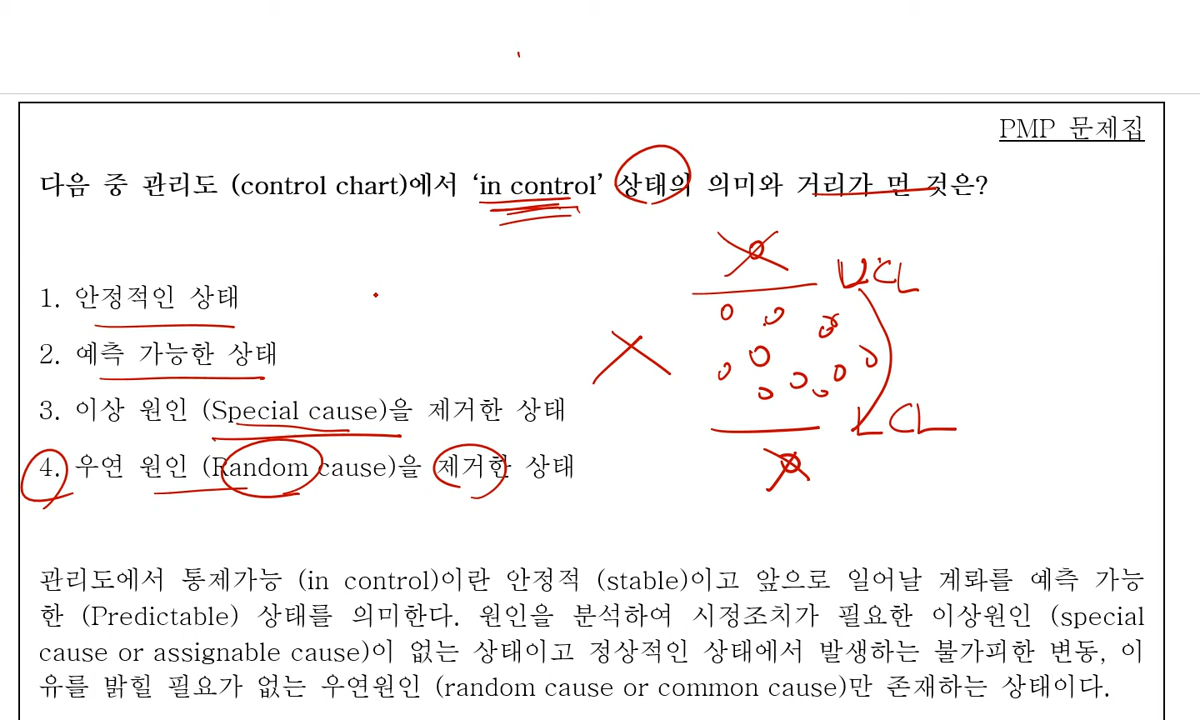 PMP 문제집
다음 중 관리도 (control chart)에서 ‘in control’ 상태의 의미와 거리가 먼 것은?
UCL
1. 안정적인 상태
2. 예측 가능한 상태
3. 이상 원인 (Special cause)을 제거한 상태
LCL
4. 우연 원인 (Random cause)을 제거한 상태
관리도에서 통제가능 (in control)이란 안정적 (stable)이고 앞으로 일어날 계롸를 예측 가능
한 (Predictable) 상태를 의미한다. 원인을 분석하여 시정조치가 필요한 이상원인 (special
cause or assignable cause)이 없는 상태이고 정상적인 상태에서 발생하는 불가피한 변동, 이
유를 밝힐 필요가 없는 우연원인 (random cause or common cause)만 존재하는 상태이다.